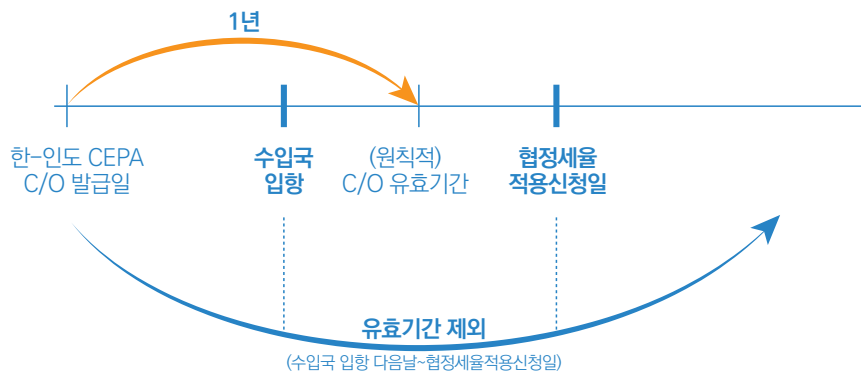 1년
한-인도 CEPA
C/O 발급일
수입국
입항
(원칙적)
C/O 유효기간
협정세율
적용신청일
유효기간 제외
(수입국 입항 다음날~협정세율적용신청일)